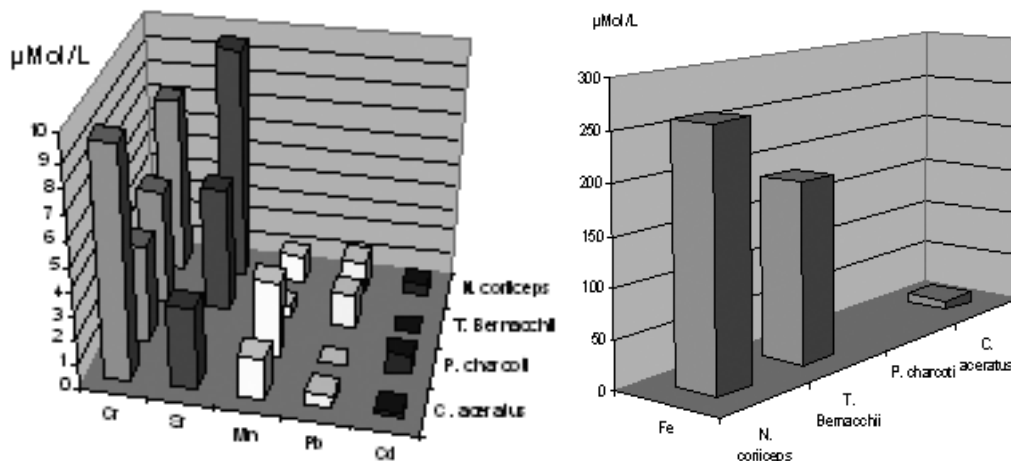 µMol/L
10
9
8
7
6
5
4
3
2
1
0
Cr
Sr
Mn
Pb
Cd
N. coriiceps
T. Bernacchii
P. charcoti
C. aceratus
µMol/L
300
250
200
150
100
50
0
Fe
N.
coriiceps
T.
Bernacchii
P. charcoti
C.
aceratus